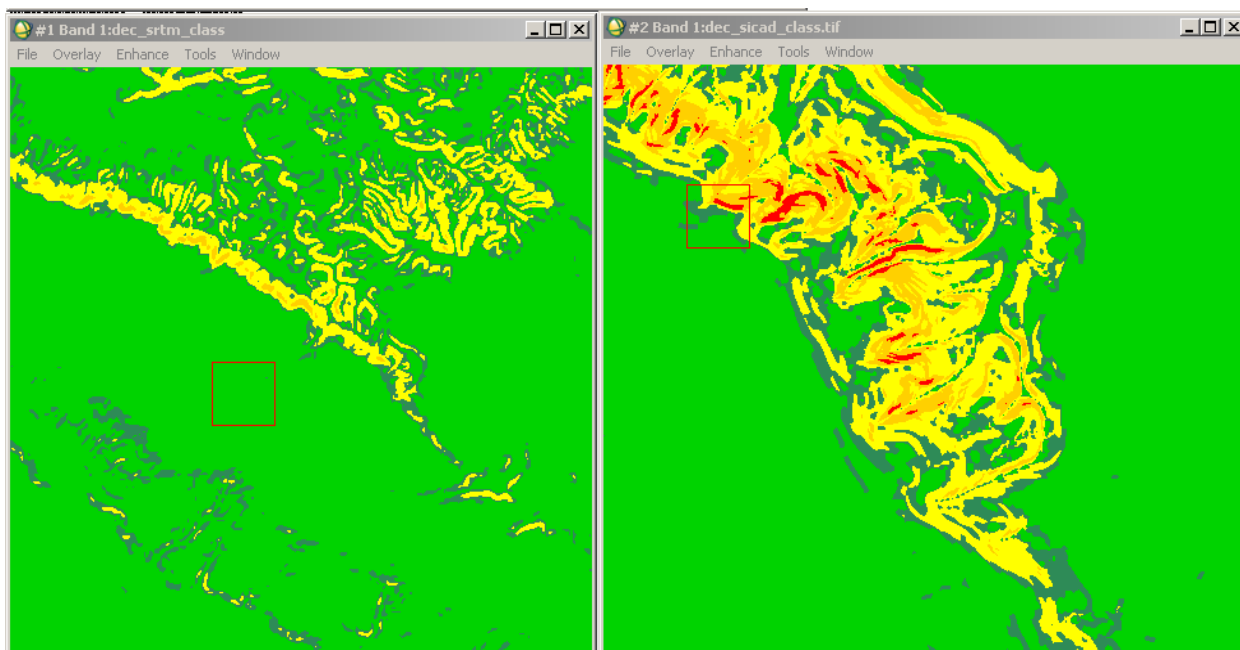 #1 Band 1:dec_srtm_class
File Overlay Enhance Tools Window
#2 Band 1:dec_sicad_class.tif
File Overlay Enhance Tools Window